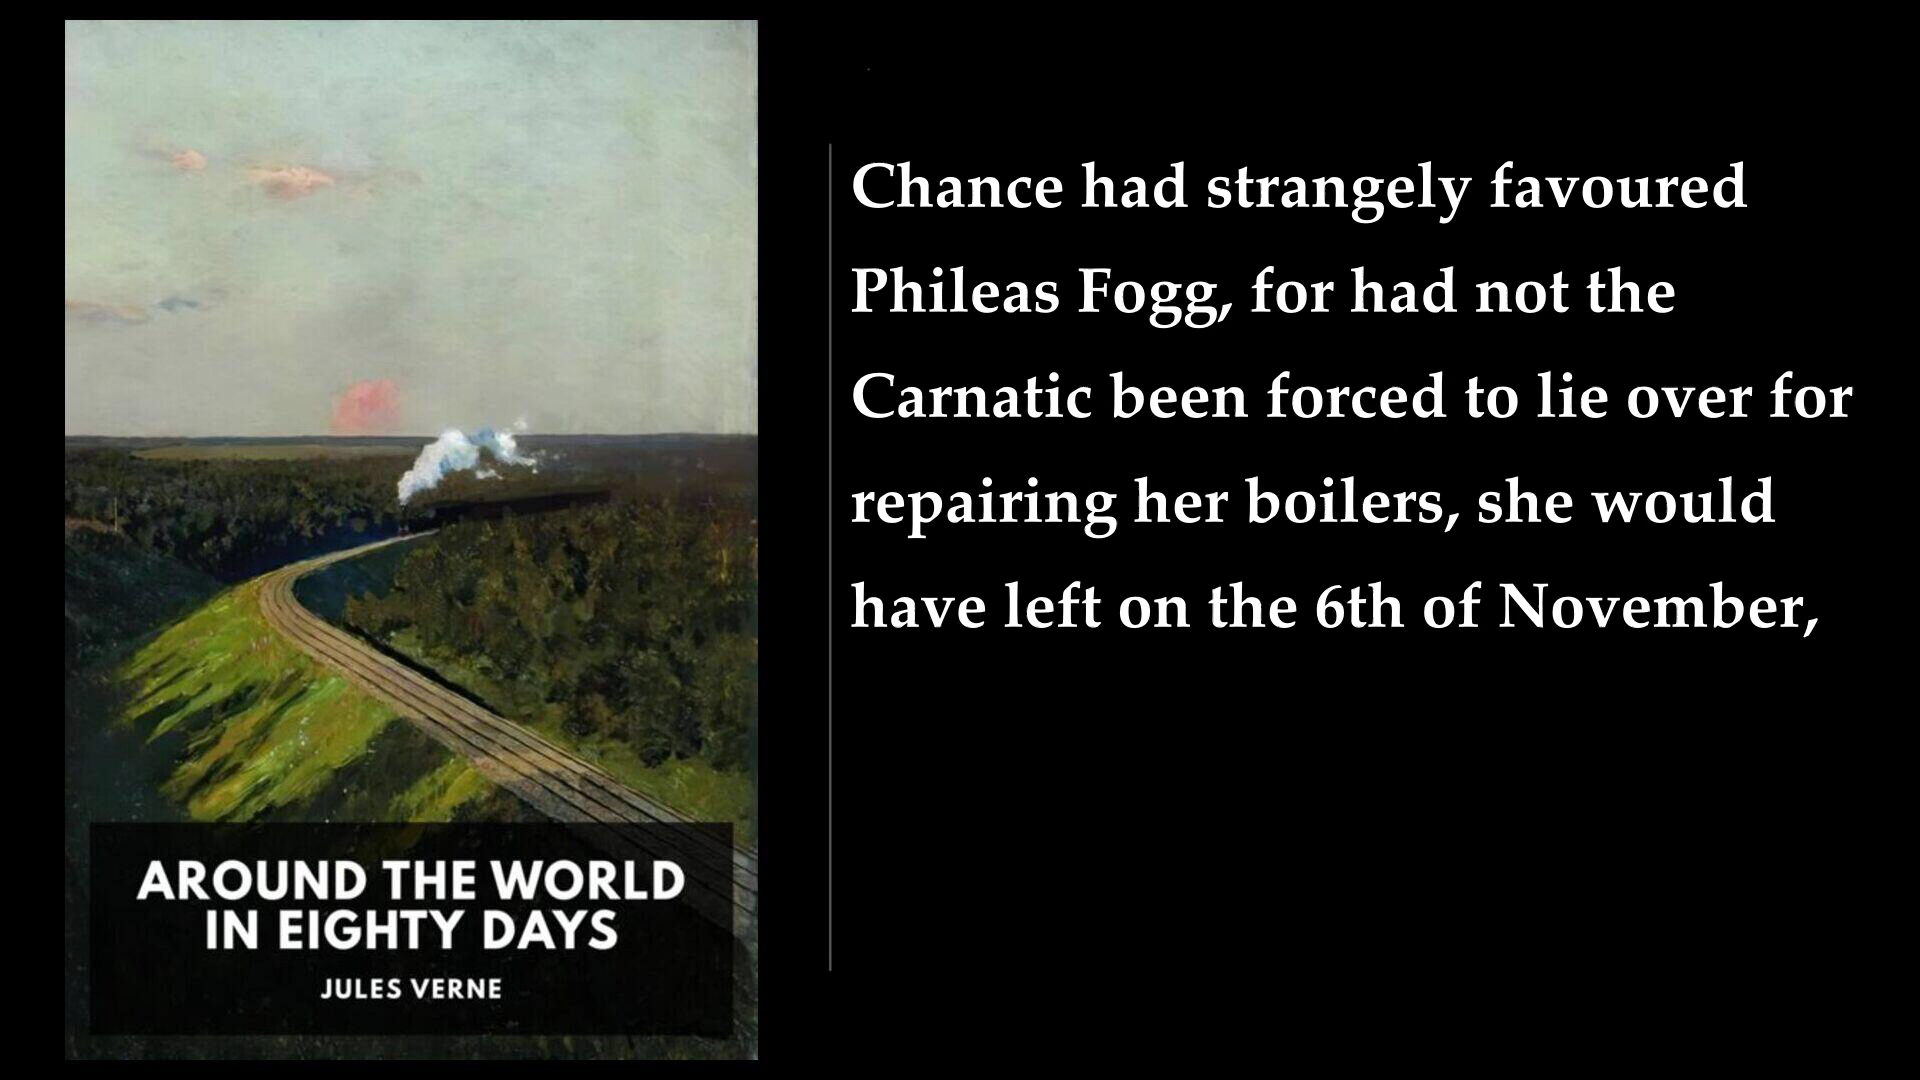 Chance had strangely favoured
Phileas Fogg, for had not the
Carnatic been forced to lie over for
repairing her boilers, she would
have left on the 6th of November,
AROUND THE WORLD
IN EIGHTY DAYS
JULES VERNE